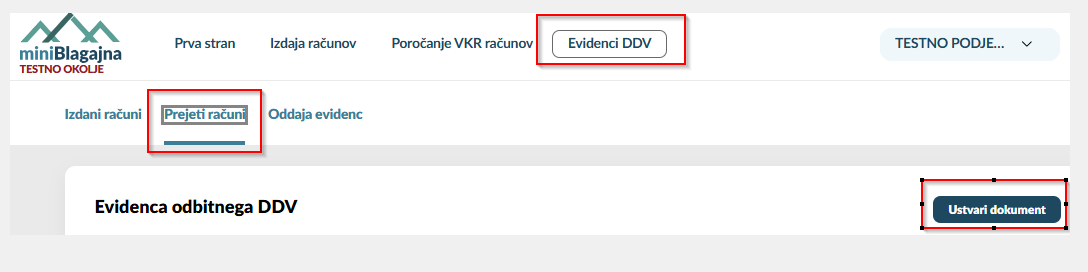 miniBlagajna
TESTNO OKOLJE
Prva stran
Izdaja računov
Poročanje VKR računov
Evidenci DDV
TESTNO PODJE...
Izdani računi
Prejeti računi
Oddaja evidenc
Evidenca odbitnega DDV
Ustvari dokument